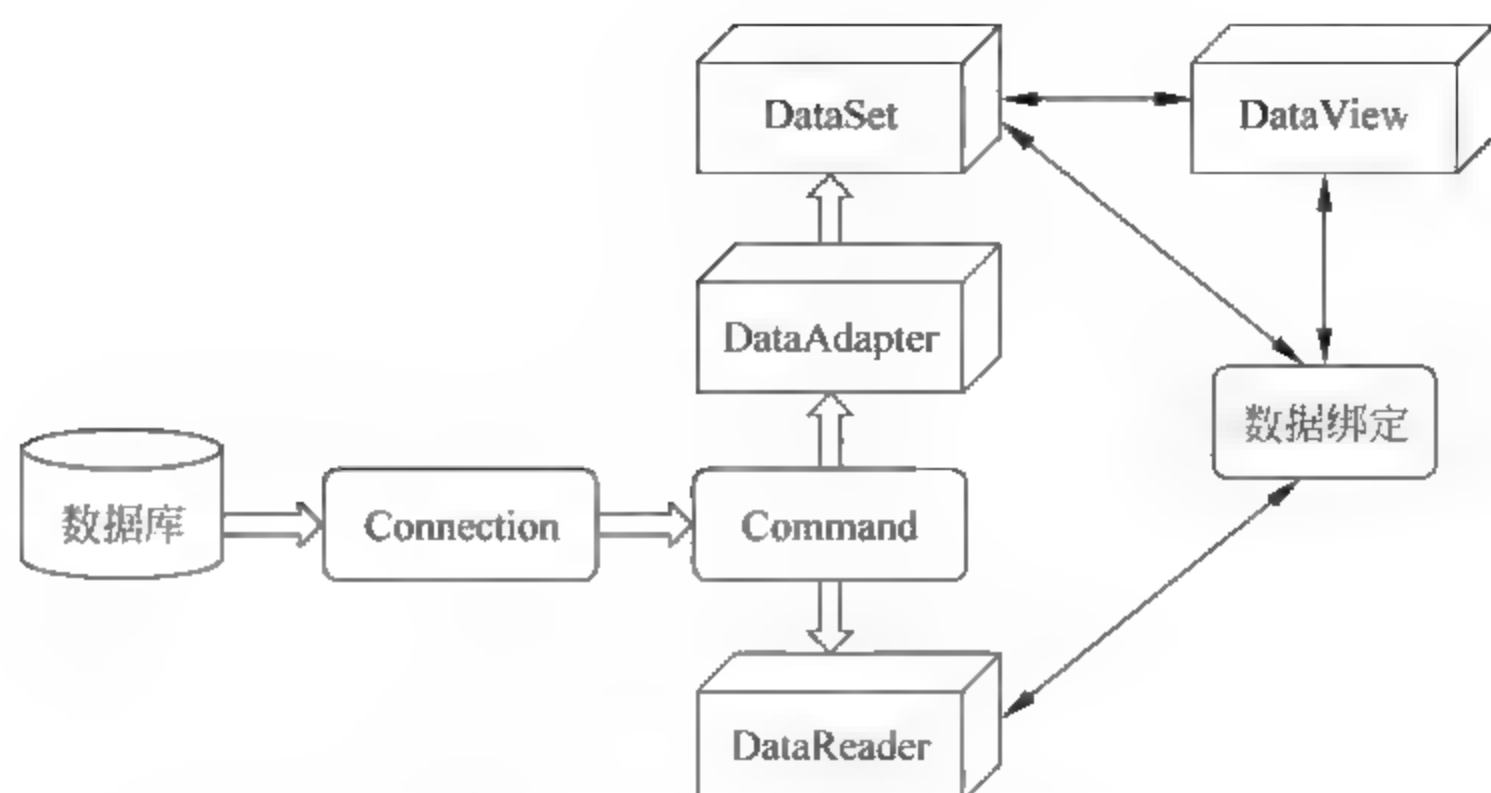 DataSet
DataView
DataAdapter
数据绑定
数据库
Connection
Command
DataReader